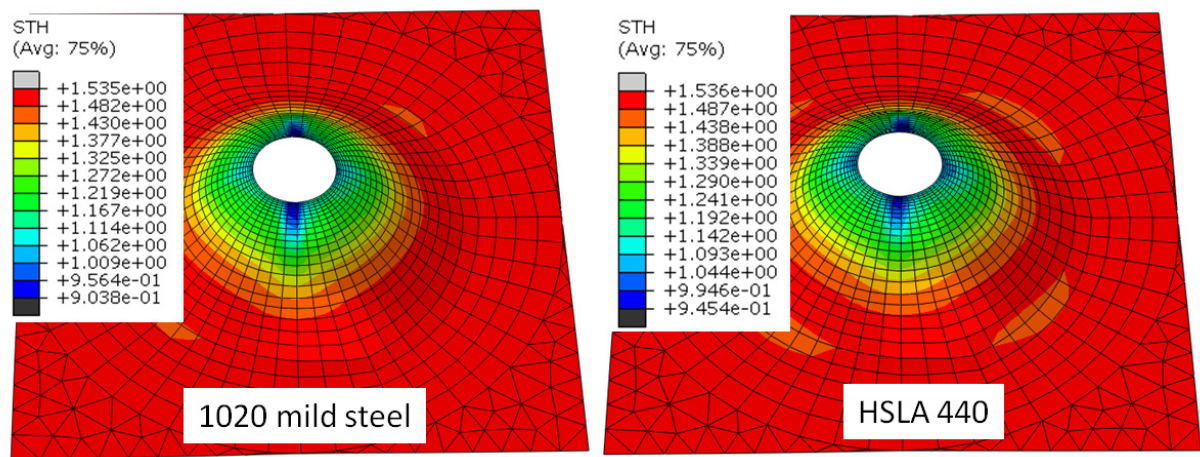 STH
(Avg: 75%)
+1.535e+00
+1.482e+00
+1.430e+00
+1.377e+00
+1.325e+00
+1.272e+00
+1.219e+00
+1.167e+00
+1.114e+00
+1.062e+00
+1.009e+00
+9.564e-01
+9.038e-01
1020 mild steel
STH
(Avg: 75%)
+1.536e+00
+1.487e+00
+1.438e+00
+1.388e+00
+1.339e+00
+1.290e+00
+1.241e+00
+1.192e+00
+1.142e+00
+1.093e+00
+1.044e+00
+9.946e-01
+9.454e-01
HSLA 440